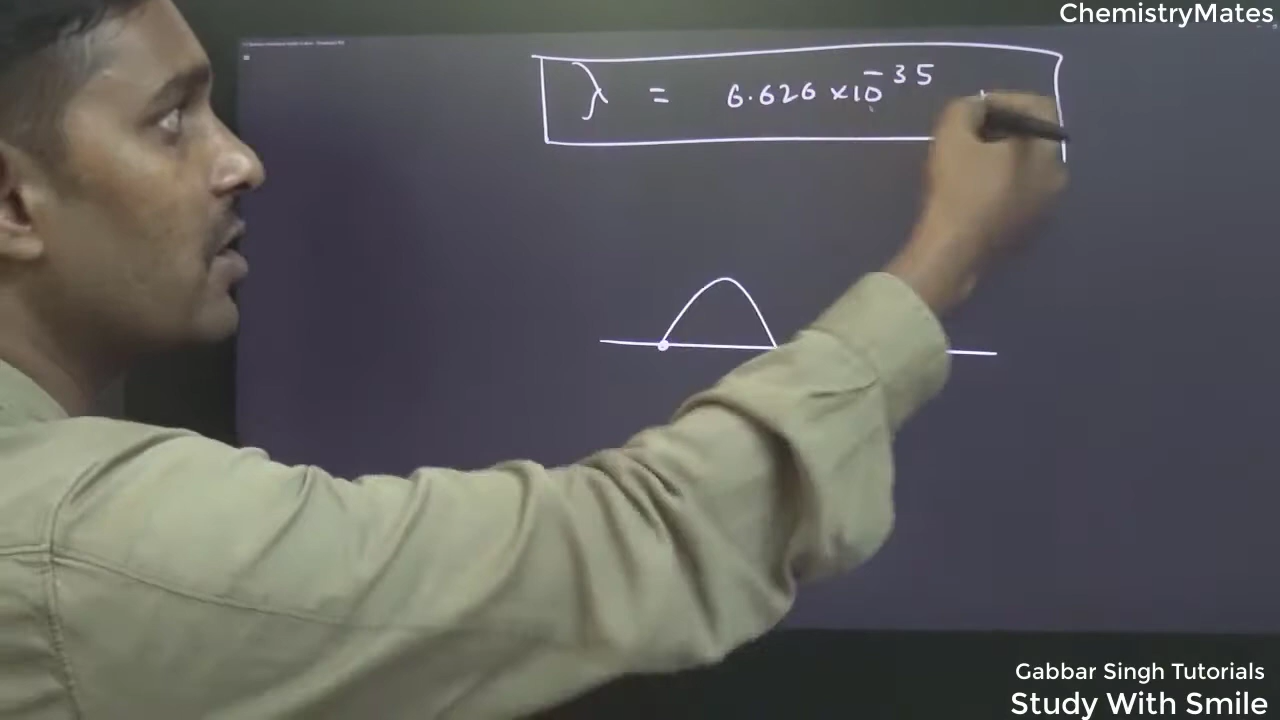 ChemistryMates
λ = 6.626 × 10⁻³⁵
Gabbar Singh Tutorials
Study With Smile